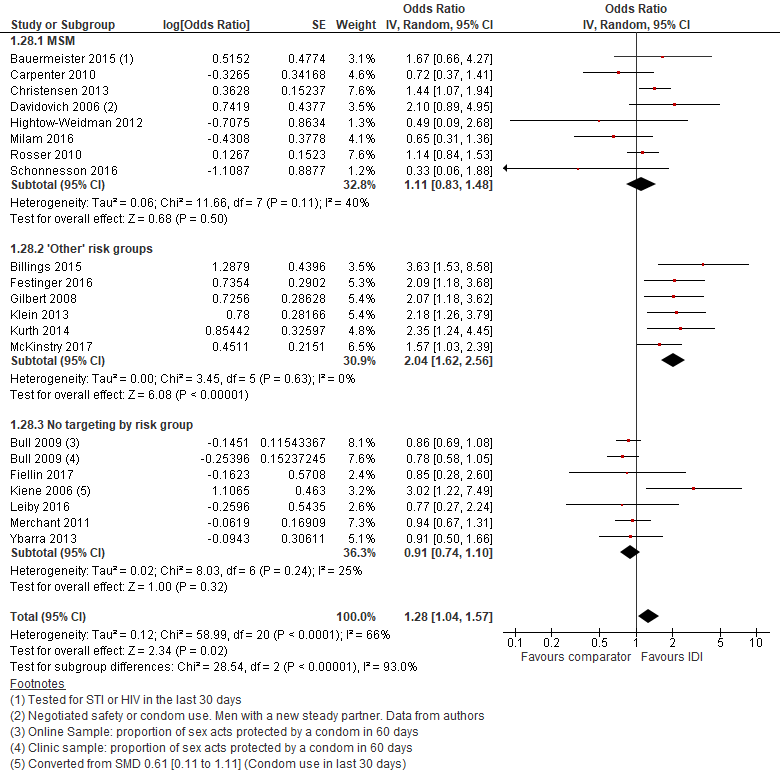 Odds Ratio Odds Ratio
Study or Subgroup log[Odds Ratio] SE Weight IV, Random, 95% CI IV, Random, 95% CI
1.28.1 MSM
Bauermeister 2015 (1) 0.5152 0.4774 3.1% 1.67 [0.66, 4.27]
Carpenter 2010 -0.3265 0.34168 4.6% 0.72 [0.37, 1.41]
Christensen 2013 0.3628 0.15237 7.6% 1.44 [1.07, 1.94]
Davidovich 2006 (2) 0.7419 0.4377 3.5% 2.10 [0.89, 4.95]
Hightow-Weidman 2012 -0.7075 0.8634 1.3% 0.49 [0.09, 2.68]
Milam 2016 -0.4308 0.3778 4.1% 0.65 [0.31, 1.36]
Rosser 2010 0.1267 0.1523 7.6% 1.14 [0.84, 1.53]
Schonnesson 2016 -1.1087 0.8877 1.2% 0.33 [0.06, 1.88]
Subtotal (95% CI) 32.8% 1.11 [0.83, 1.48]
Heterogeneity: Tau² = 0.06; Chi² = 11.66, df = 7 (P = 0.11); I² = 40%
Test for overall effect: Z = 0.68 (P = 0.50)
1.28.2 'Other' risk groups
Billings 2015 1.2879 0.4396 3.5% 3.63 [1.53, 8.58]
Festinger 2016 0.7354 0.2902 5.3% 2.09 [1.18, 3.68]
Gilbert 2008 0.7256 0.28628 5.4% 2.07 [1.18, 3.62]
Klein 2013 0.78 0.28166 5.4% 2.18 [1.26, 3.79]
Kurth 2014 0.85442 0.32597 4.8% 2.35 [1.24, 4.45]
McKinstry 2017 0.4511 0.2151 6.6% 1.57 [1.03, 2.39]
Subtotal (95% CI) 30.9% 2.04 [1.62, 2.56]
Heterogeneity: Tau² = 0.00; Chi² = 3.45, df = 5 (P = 0.63); I² = 0%
Test for overall effect: Z = 6.08 (P < 0.00001)
1.28.3 No targeting by risk group
Bull 2009 (3) -0.1451 0.11543367 8.1% 0.86 [0.69, 1.08]
Bull 2009 (4) -0.25396 0.15237245 7.6% 0.78 [0.58, 1.05]
Fiellin 2017 -0.1623 0.5708 2.4% 0.85 [0.28, 2.60]
Kiene 2006 (5) 1.1065 0.463 3.2% 3.02 [1.22, 7.49]
Leiby 2016 -0.2596 0.5435 2.6% 0.77 [0.27, 2.24]
Merchant 2011 -0.0619 0.16909 7.3% 0.94 [0.67, 1.31]
Ybarra 2013 -0.0943 0.30611 5.1% 0.91 [0.50, 1.66]
Subtotal (95% CI) 36.3% 0.91 [0.74, 1.10]
Heterogeneity: Tau² = 0.02; Chi² = 8.03, df = 6 (P = 0.24); I² = 25%
Test for overall effect: Z = 1.00 (P = 0.32)
Total (95% CI) 100.0% 1.28 [1.04, 1.57]
Heterogeneity: Tau² = 0.12; Chi² = 58.99, df = 20 (P < 0.0001); I² = 66%
Test for overall effect: Z = 2.34 (P = 0.02)
Test for subgroup differences: Chi² = 28.54, df = 2 (P < 0.00001), I² = 93.0%
0.1 0.2 0.5 1 2 5 10
Favours comparator Favours IDI
Footnotes
(1) Tested for STI or HIV in the last 30 days
(2) Negotiated safety or condom use. Men with a new steady partner. Data from authors
(3) Online Sample: proportion of sex acts protected by a condom in 60 days
(4) Clinic sample: proportion of sex acts protected by a condom in 60 days
(5) Converted from SMD 0.61 [0.11 to 1.11] (Condom use in last 30 days)